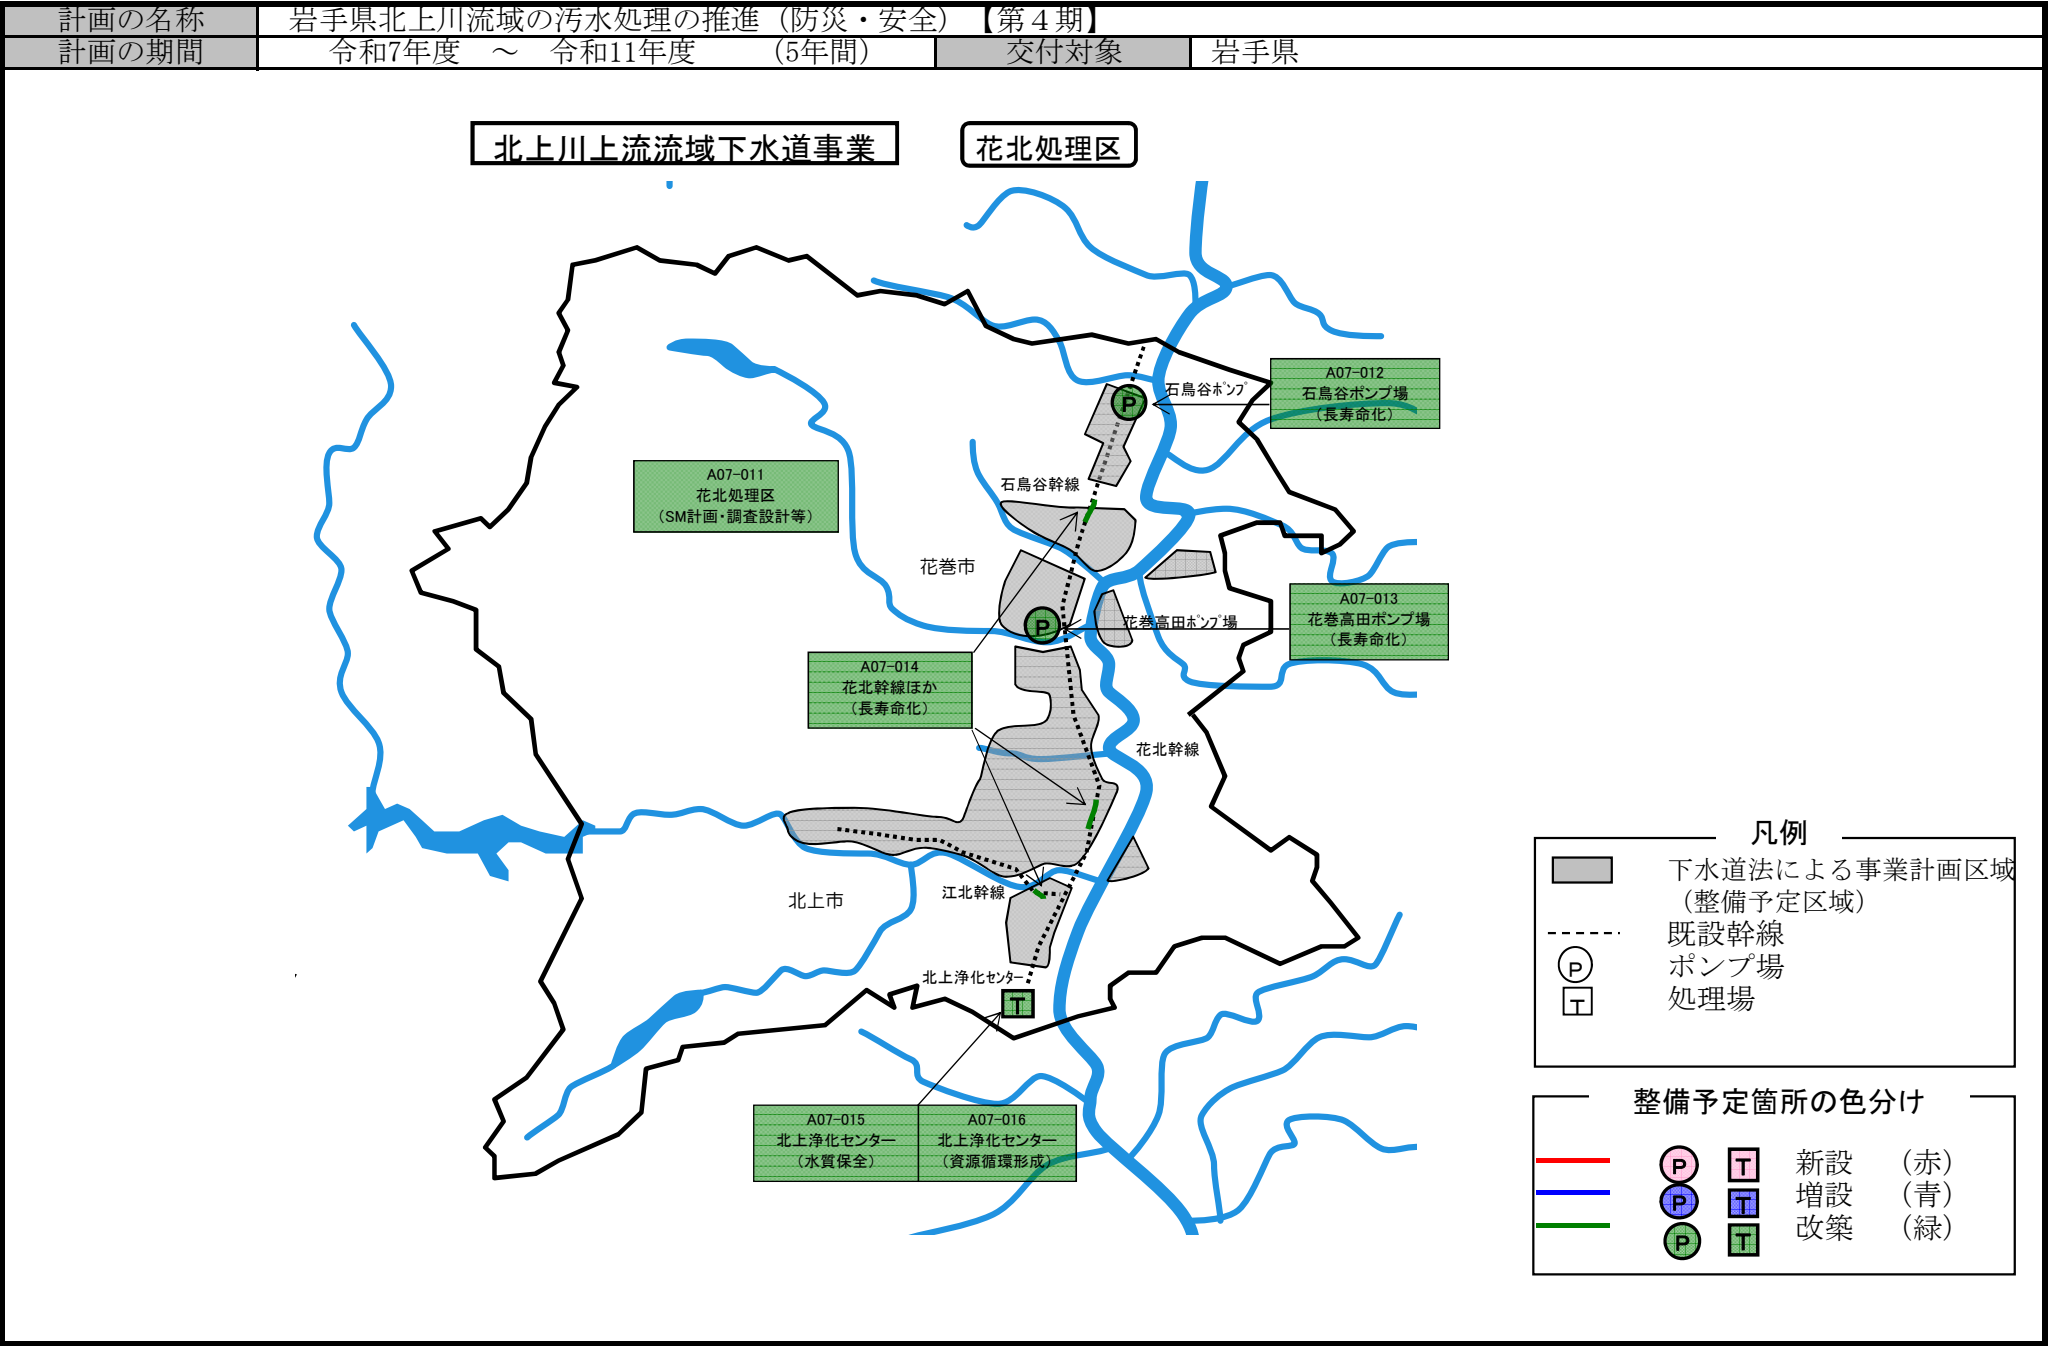 計画の名称　岩手県北上川流域の汚水処理の推進（防災・安全）【第４期】
計画の期間　令和7年度　～　令和11年度　（5年間）　交付対象　岩手県
北上川上流流域下水道事業　花北処理区
A07-012
石鳥谷ポンプ場
（長寿命化）
石鳥谷ﾎﾟﾝﾌﾟ
A07-011
花北処理区
（SM計画・調査設計等）
石鳥谷幹線
花巻市
A07-013
花巻高田ポンプ場
（長寿命化）
花巻高田ﾎﾟﾝﾌﾟ場
A07-014
花北幹線ほか
（長寿命化）
花北幹線
江北幹線
北上市
北上浄化ｾﾝﾀｰ
A07-015
北上浄化センター
（水質保全）
A07-016
北上浄化センター
（資源循環形成）
P
P
T
凡例
下水道法による事業計画区域
（整備予定区域）
既設幹線
P　ポンプ場
T　処理場
整備予定箇所の色分け
P　T　新設　（赤）
P　T　増設　（青）
P　T　改築　（緑）